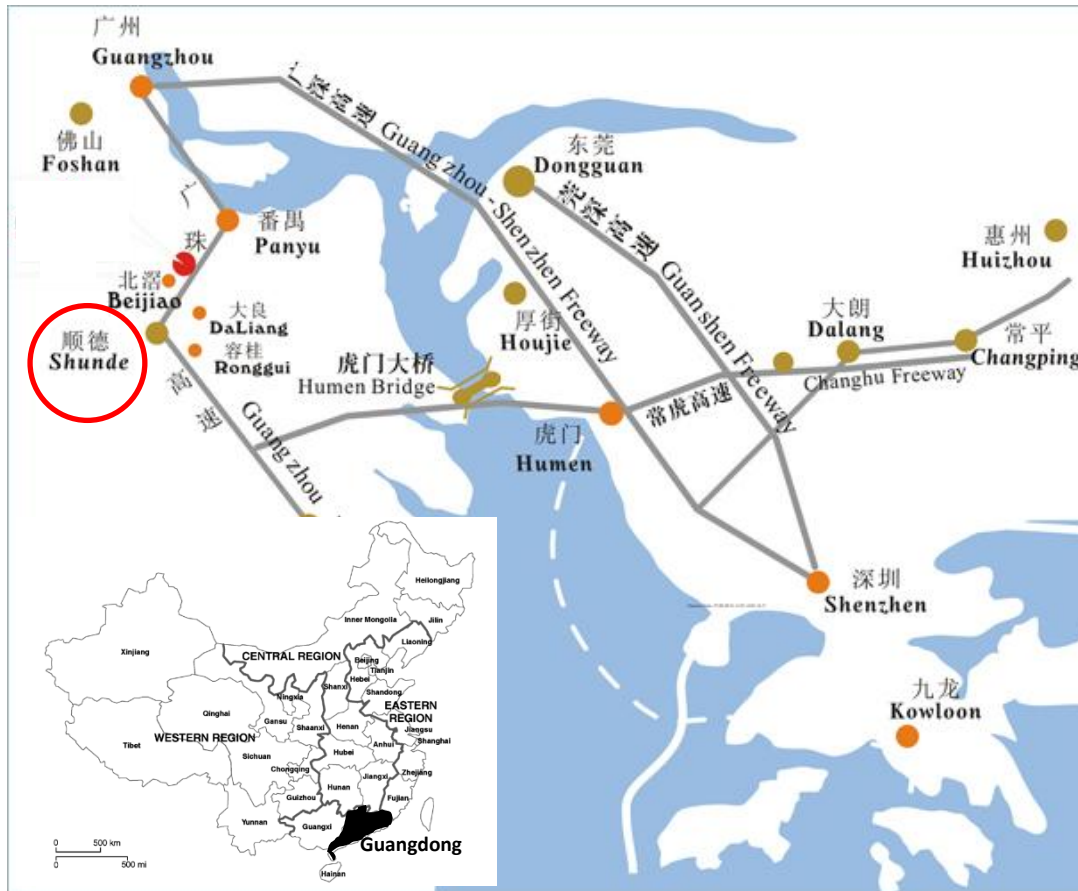 广州
Guangzhou
佛山
Foshan
广
珠
高
速
Guang zhou
番禺
Panyu
北滘
Beijiao
大良
DaLiang
容桂
Ronggui
顺德
Shunde
广深高速 Guang zhou - Shenzhen Freeway
东莞
Dongguan
莞深高速 Guanshen Freeway
惠州
Huizhou
厚街
Houjie
大朗
Dalang
常平
Changping
虎门大桥
Humen Bridge
Changhu Freeway
常虎高速
虎门
Humen
深圳
Shenzhen
九龙
Kowloon
Heilongjiang
Inner Mongolia
Jilin
Liaoning
Xinjiang
CENTRAL REGION
Beijing
Tianjin
Hebei
Shanxi
Shandong
Ningxia
EASTERN
REGION
Qinghai
Gansu
Shaanxi
Henan
Jiangsu
Shanghai
WESTERN REGION
Tibet
Anhui
Hubei
Sichuan
Chongqing
Zhejiang
Jiangxi
Hunan
Guizhou
Fujian
Yunnan
Guangxi
Guangdong
Hainan
0 500 km
0 500 mi